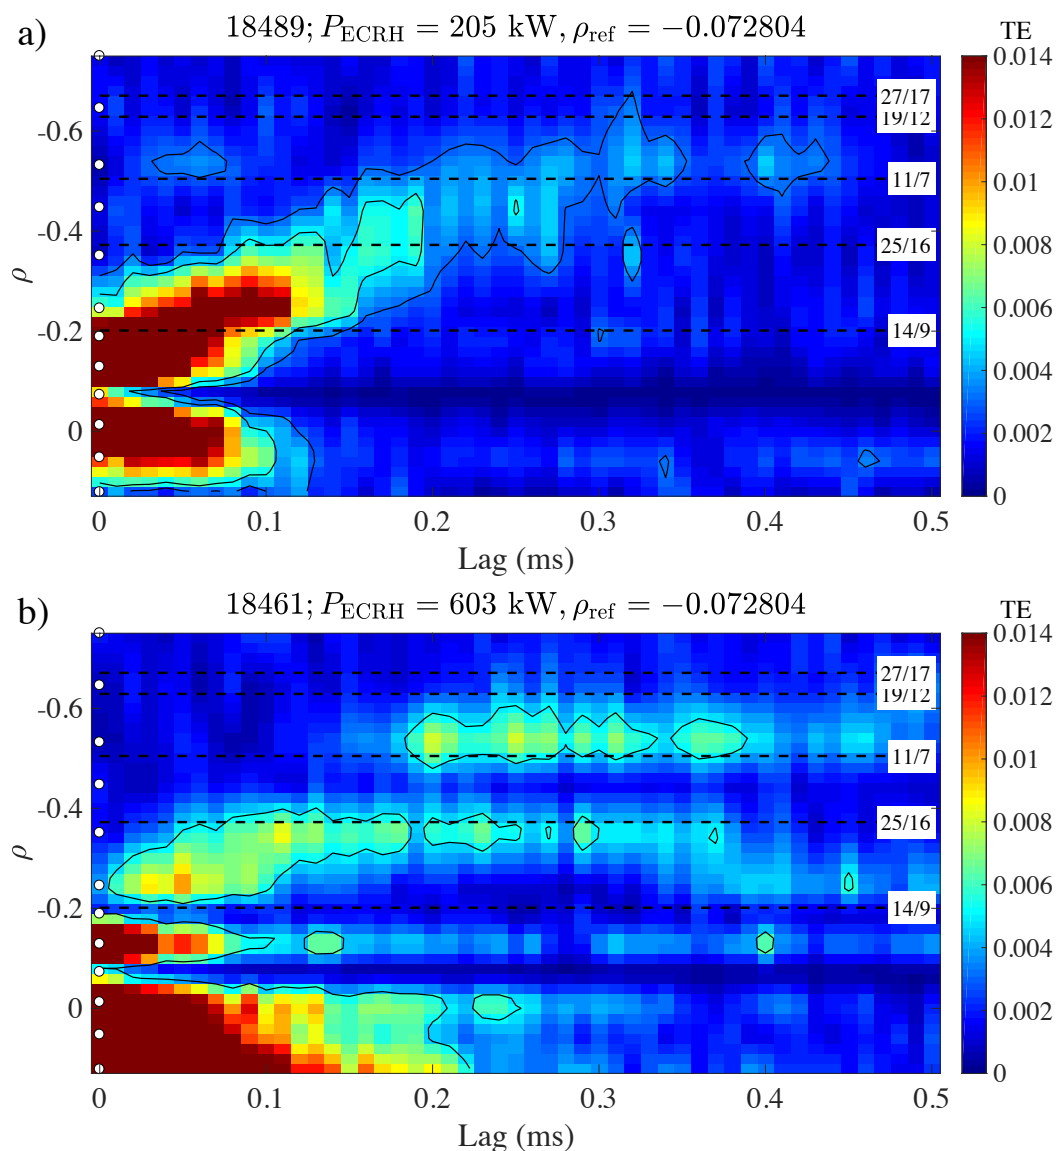 a)
18489; P_ECRH = 205 kW, ρ_ref = −0.072804
TE
0.014
0.012
0.01
0.008
0.006
0.004
0.002
0
27/17
19/12
11/7
25/16
14/9
-0.6
-0.4
-0.2
0
ρ
0 0.1 0.2 0.3 0.4 0.5
Lag (ms)
b)
18461; P_ECRH = 603 kW, ρ_ref = −0.072804
TE
0.014
0.012
0.01
0.008
0.006
0.004
0.002
0
27/17
19/12
11/7
25/16
14/9
-0.6
-0.4
-0.2
0
ρ
0 0.1 0.2 0.3 0.4 0.5
Lag (ms)